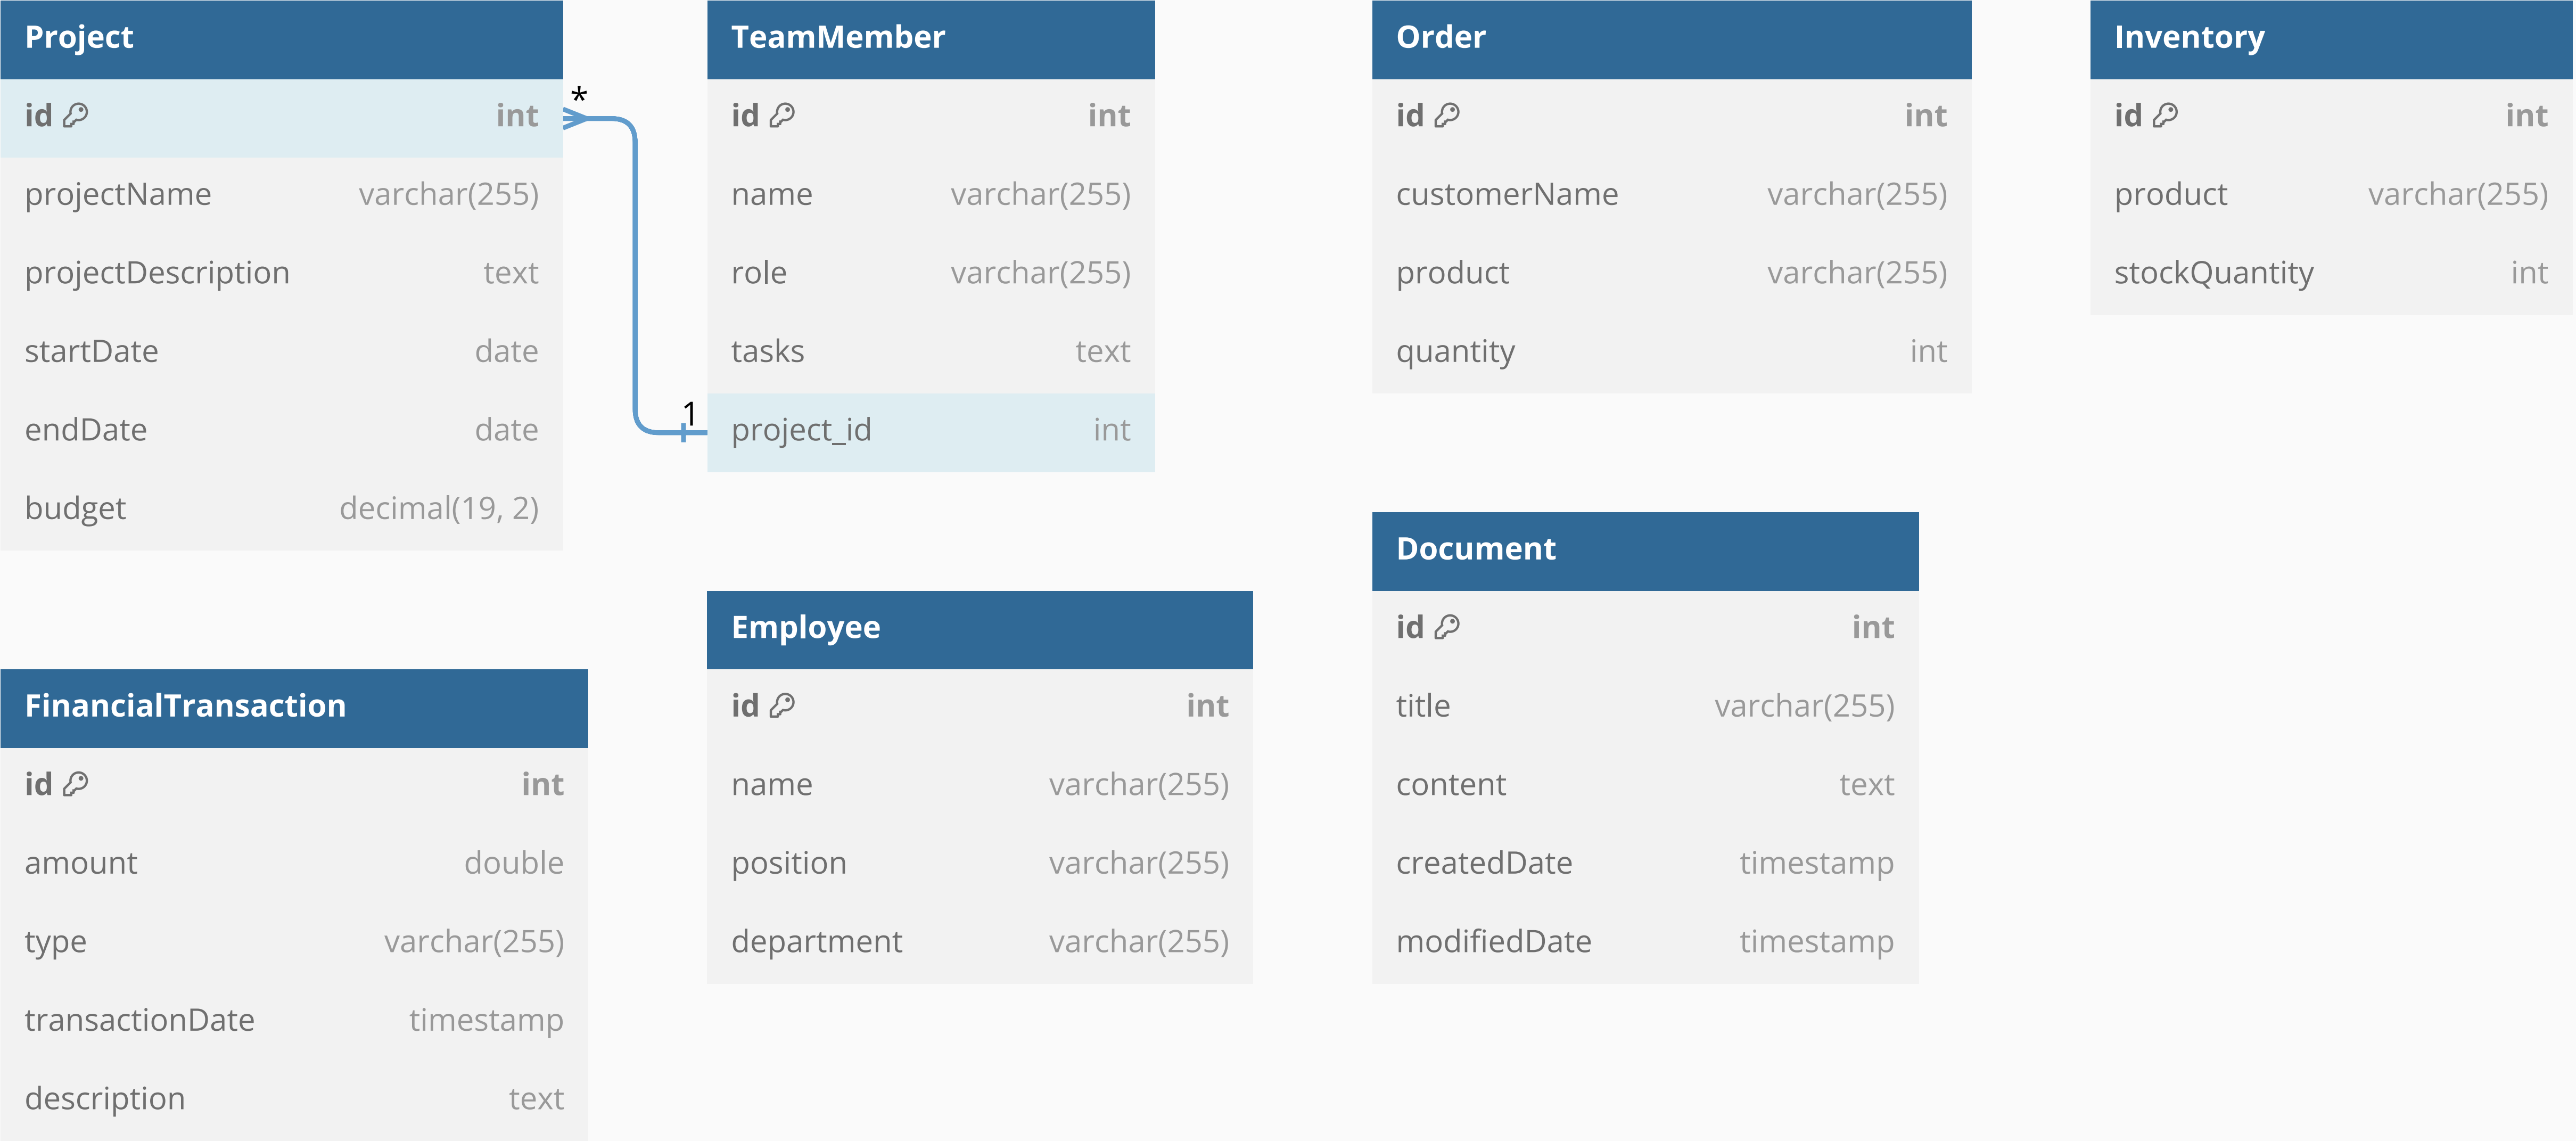 Project
id int
projectName varchar(255)
projectDescription text
startDate date
endDate date
budget decimal(19, 2)
*
1
TeamMember
id int
name varchar(255)
role varchar(255)
tasks text
project_id int
Order
id int
customerName varchar(255)
product varchar(255)
quantity int
Inventory
id int
product varchar(255)
stockQuantity int
FinancialTransaction
id int
amount double
type varchar(255)
transactionDate timestamp
description text
Employee
id int
name varchar(255)
position varchar(255)
department varchar(255)
Document
id int
title varchar(255)
content text
createdDate timestamp
modifiedDate timestamp